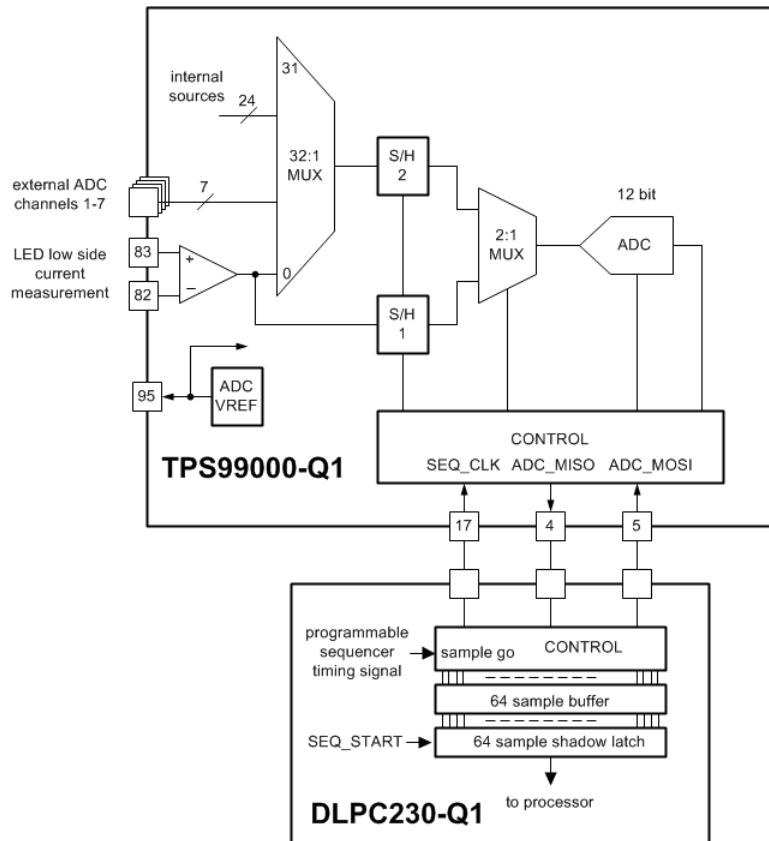 internal
sources
24
31
32:1
MUX
0
external ADC
channels 1-7
7
LED low side
current
measurement
83
82
+
−
S/H
2
S/H
1
2:1
MUX
12 bit
ADC
95
ADC
VREF
TPS99000-Q1
CONTROL
SEQ_CLK ADC_MISO ADC_MOSI
17
4
5
programmable
sequencer
timing signal
sample go
CONTROL
64 sample buffer
SEQ_START
64 sample shadow latch
to processor
DLPC230-Q1